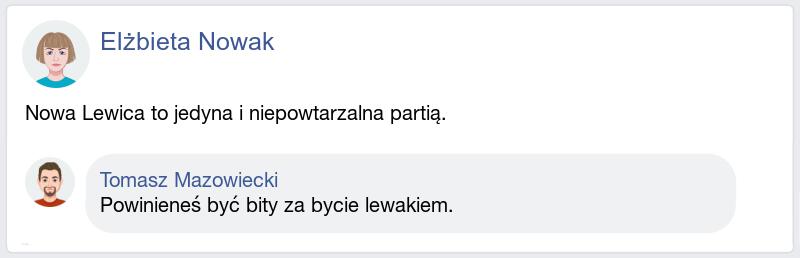 Elżbieta Nowak
Nowa Lewica to jedyna i niepowtarzalna partią.
Tomasz Mazowiecki
Powinieneś być bity za bycie lewakiem.